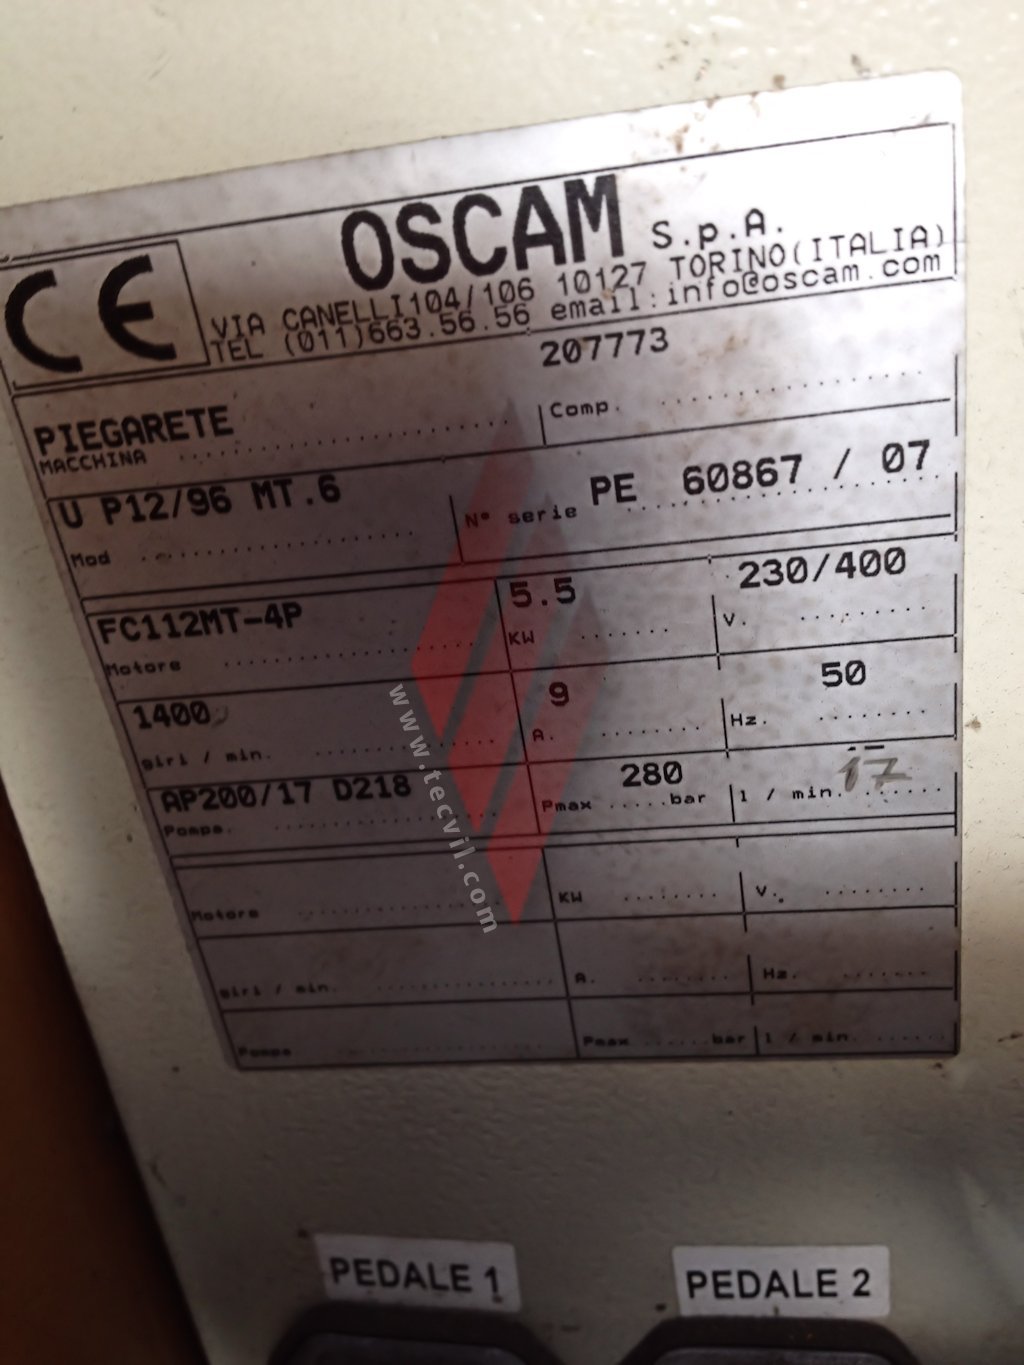 CE
OSCAM S.p.A.
VIA CANELLI104/106 10127 TORINO(ITALIA)
TEL (011)663.56.56 email:info@oscam.com
207773
PIEGARETE
MACCHINA
Comp.
U P12/96 MT.6
Mod
N° serie PE 60867 / 07
FC112MT-4P
Motore
5.5
KW
230/400
V.
1400
giri / min.
9
A.
50
Hz.
AP200/17 D218
Pompa.
280
Pmax bar
l / min. 17
Motore
KW
V.
giri / min.
A.
Hz.
Pompa
Pmax bar
l / min.
www.tecvil.com
PEDALE 1
PEDALE 2